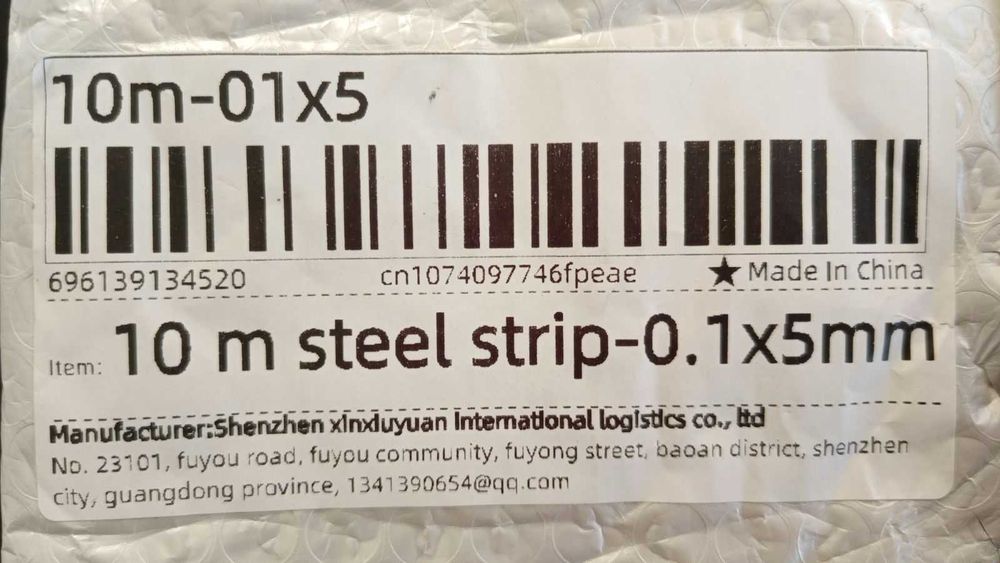 10m-01x5
696139134520 cn1074097746fpeae ★ Made In China
Item: 10 m steel strip-0.1x5mm
Manufacturer:Shenzhen xinxiuyuan international logistics co., ltd
No. 23101, fuyou road, fuyou community, fuyong street, baoan district, shenzhen
city, guangdong province, 1341390654@qq.com